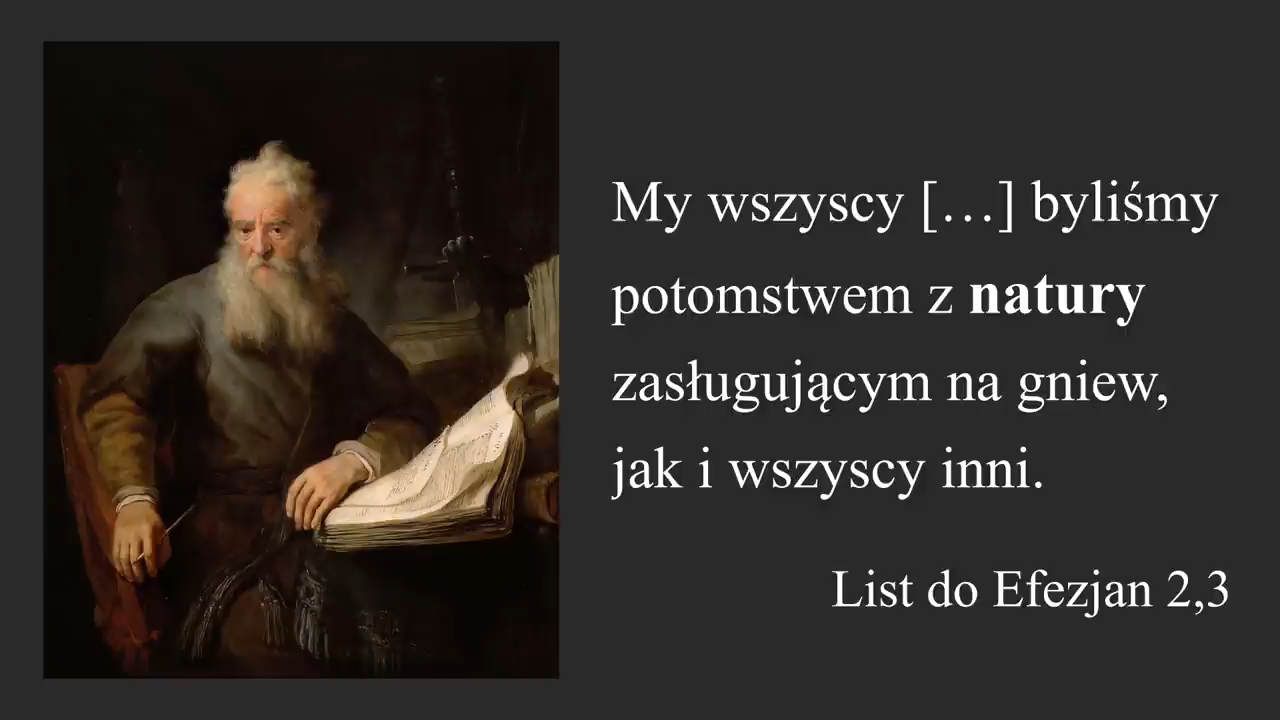 My wszyscy […] byliśmy
potomstwem z natury
zasługującym na gniew,
jak i wszyscy inni.
List do Efezjan 2,3